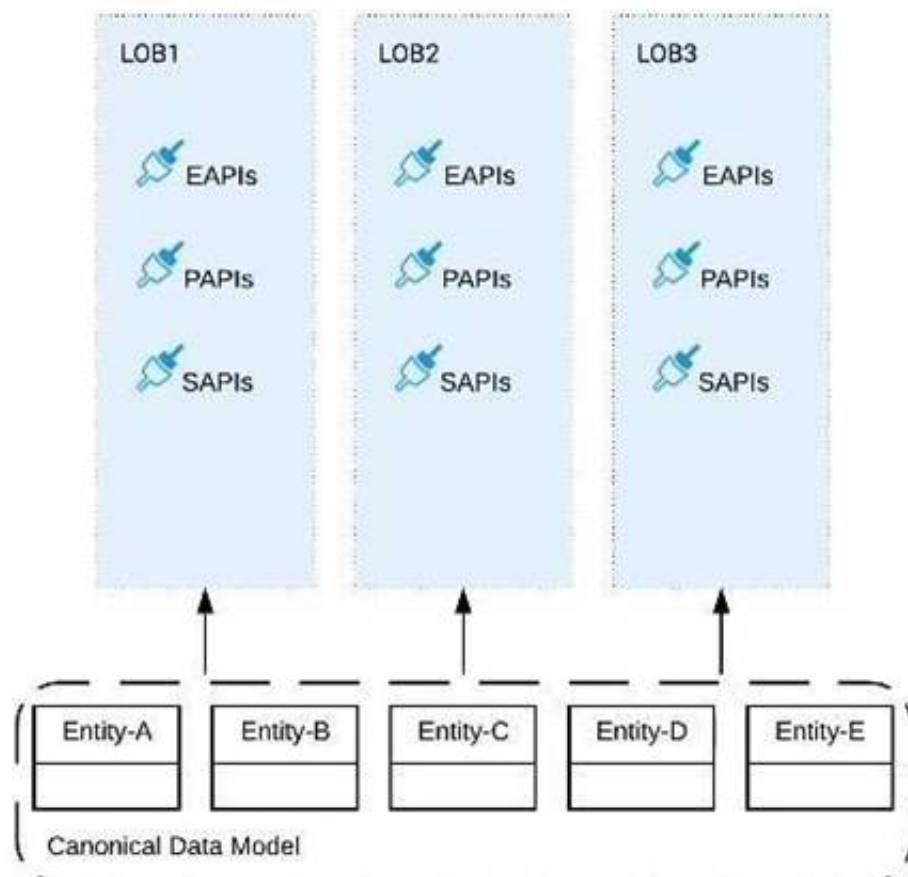 LOB1 LOB2 LOB3
EAPIs EAPIs EAPIs
PAPIs PAPIs PAPIs
SAPIs SAPIs SAPIs
Entity-A Entity-B Entity-C Entity-D Entity-E
Canonical Data Model